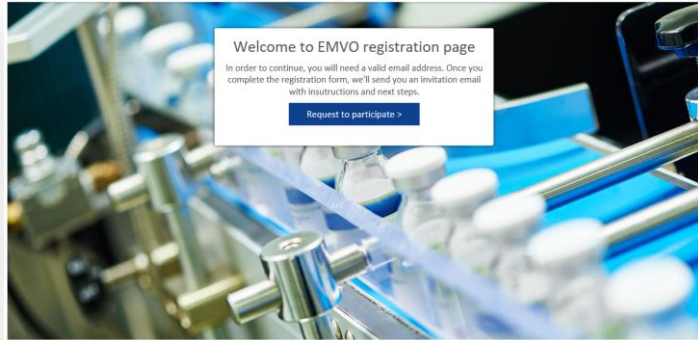 Welcome to EMVO registration page
In order to continue, you will need a valid email address. Once you
complete the registration form, we'll send you an invitation email
with insutructions and next steps.
Request to participate >